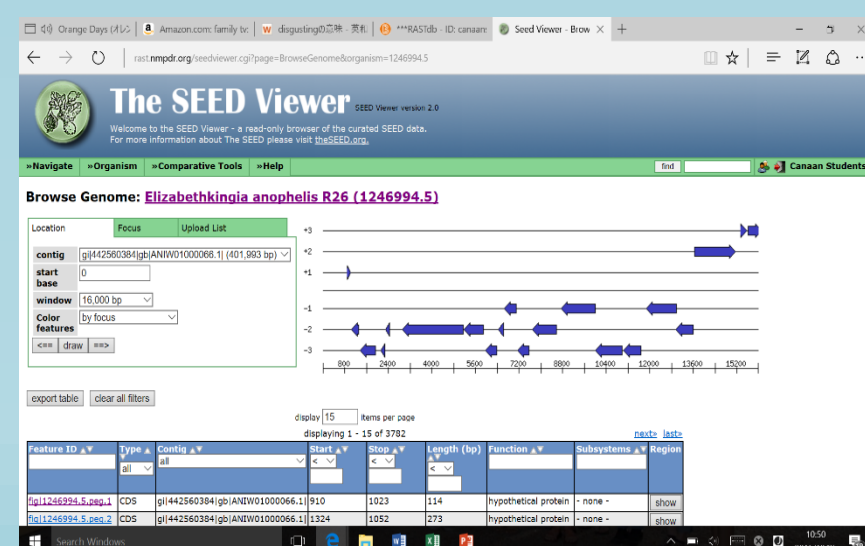 Orange Days (オレン
Amazon.com: family tv:
disgustingの意味 - 英和
***RASTdb - ID: canaan:
Seed Viewer - Brow
rast.nmpdr.org/seedviewer.cgi?page=BrowseGenome&organism=1246994.5
The SEED Viewer SEED Viewer version 2.0
Welcome to the SEED Viewer - a read-only browser of the curated SEED data.
For more information about The SEED please visit theSEED.org.
»Navigate »Organism »Comparative Tools »Help find Canaan Students
Browse Genome: Elizabethkingia anophelis R26 (1246994.5)
Location Focus Upload List
contig gi|442560384|gb|ANIW01000066.1| (401,993 bp)
start base 0
window 16,000 bp
Color features by focus
<== draw ==>
+3
+2
+1
-1
-2
-3
800 2400 4000 5600 7200 8800 10400 12000 13600 15200
export table clear all filters
display 15 items per page
displaying 1 - 15 of 3782 next» last»
Feature ID Type Contig Start Stop Length (bp) Function Subsystems Region
all all < < <
fig|1246994.5.peg.1 CDS gi|442560384|gb|ANIW01000066.1| 910 1023 114 hypothetical protein - none - show
fig|1246994.5.peg.2 CDS gi|442560384|gb|ANIW01000066.1| 1324 1052 273 hypothetical protein - none - show
Search Windows
10:50